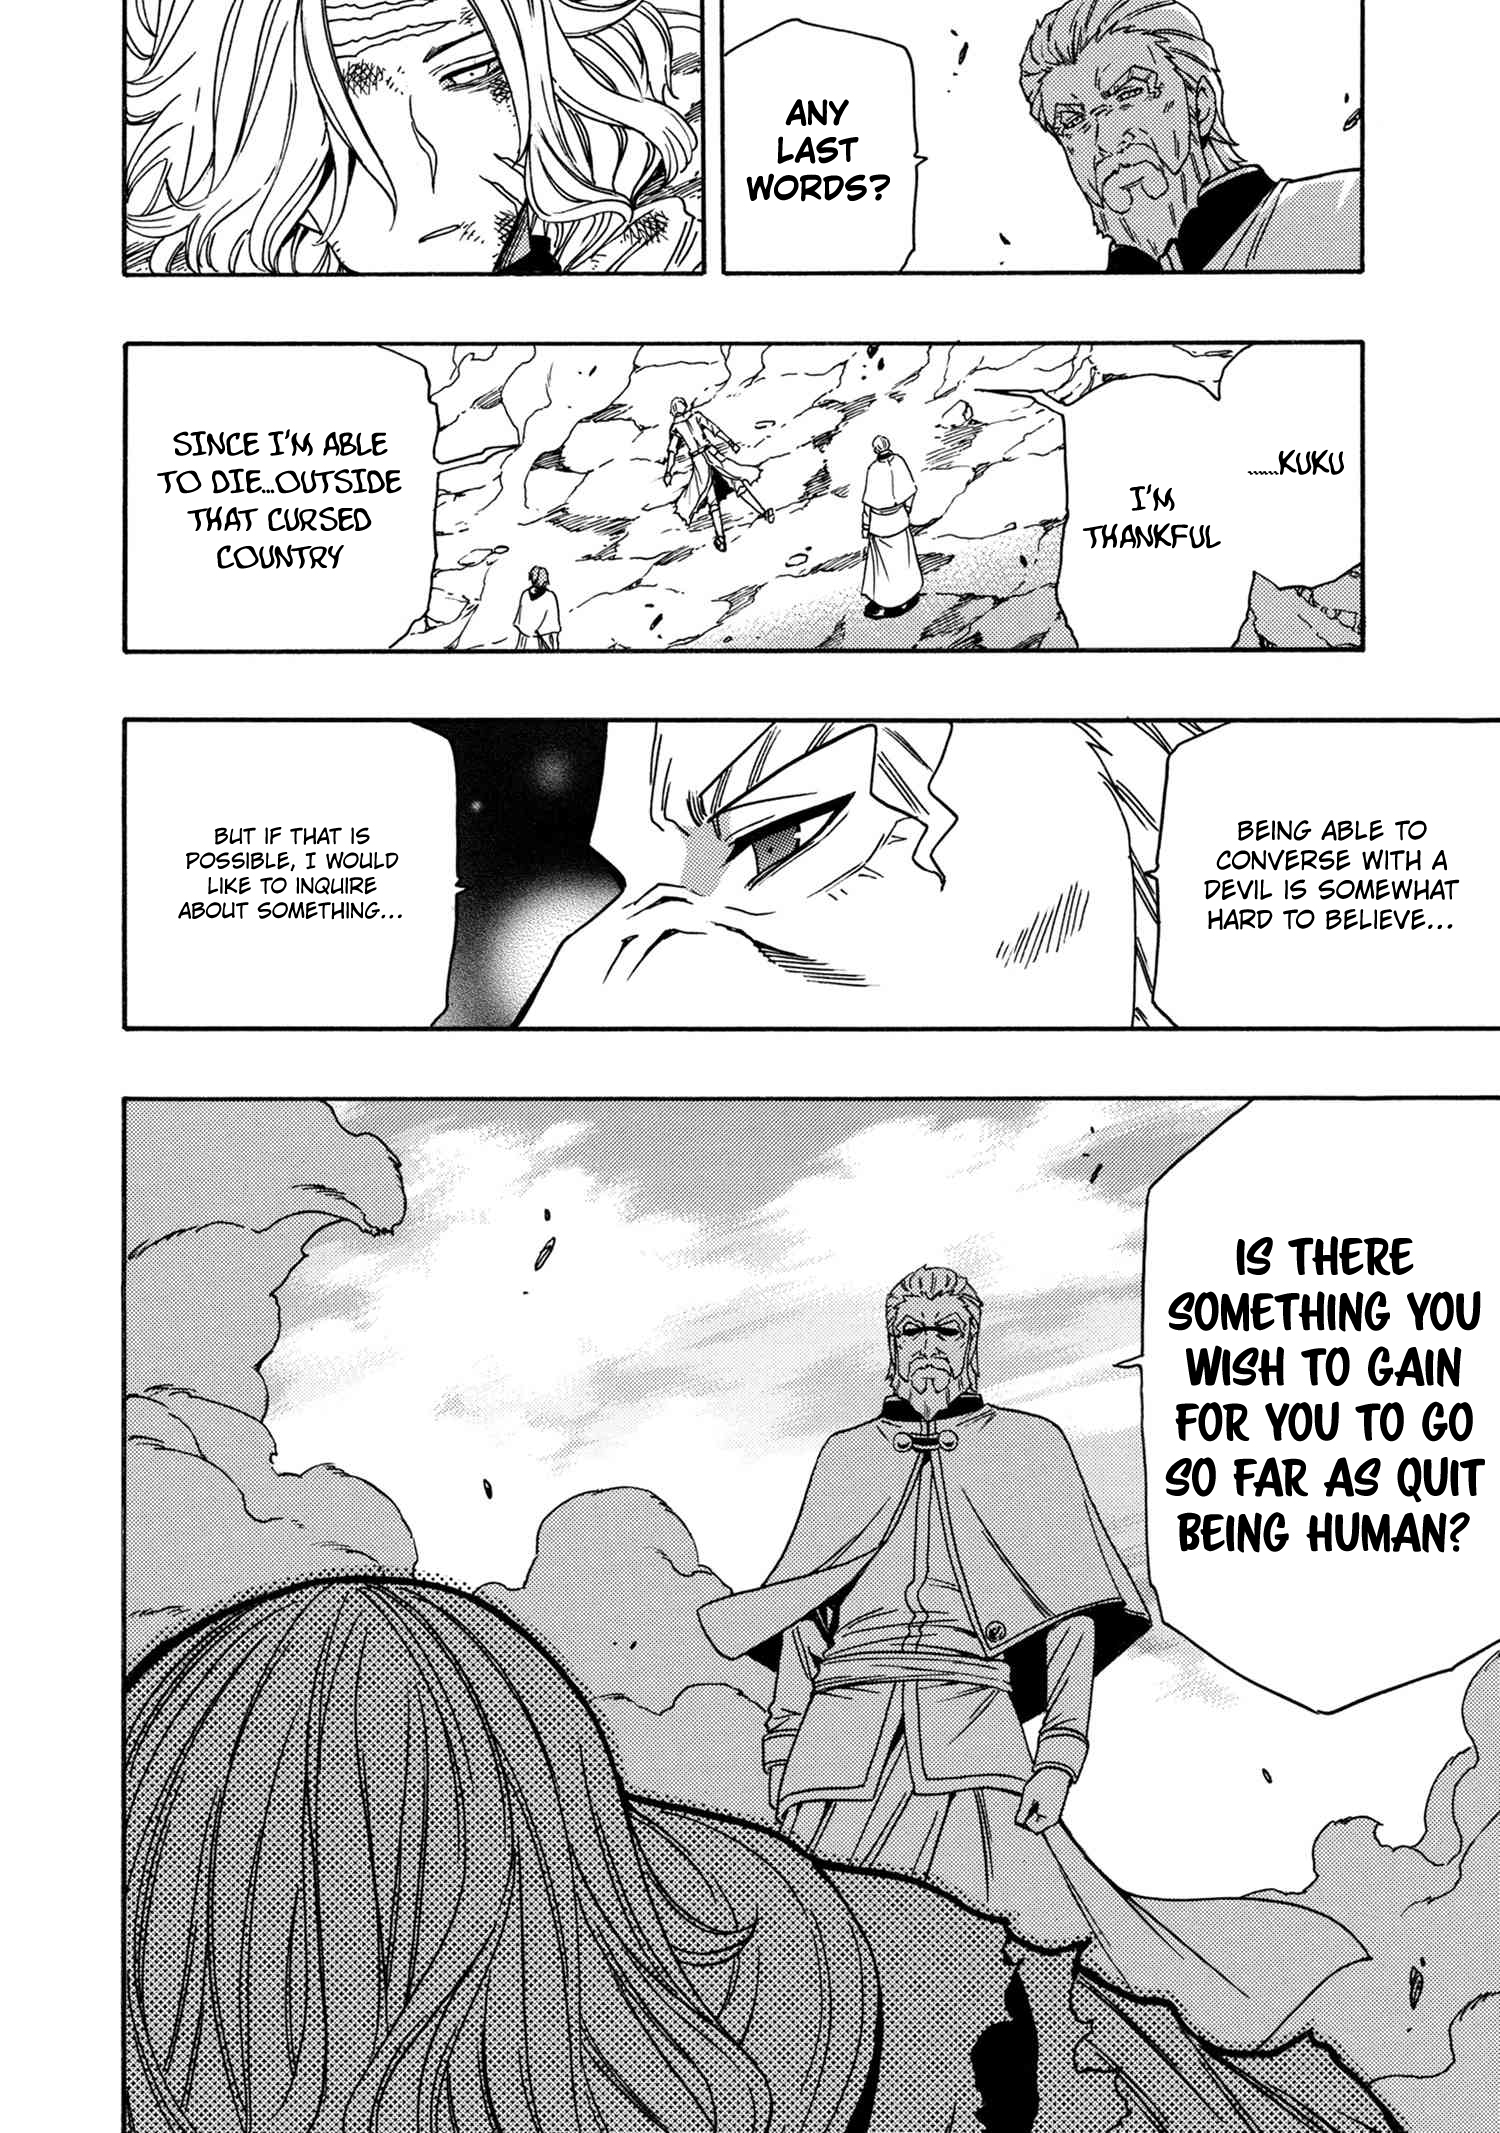 ANY
LAST
WORDS?
.......KUKU
I'M
THANKFUL
SINCE I'M ABLE
TO DIE...OUTSIDE
THAT CURSED
COUNTRY
BEING ABLE TO
CONVERSE WITH A
DEVIL IS SOMEWHAT
HARD TO BELIEVE...
BUT IF THAT IS
POSSIBLE, I WOULD
LIKE TO INQUIRE
ABOUT SOMETHING...
IS THERE
SOMETHING YOU
WISH TO GAIN
FOR YOU TO GO
SO FAR AS QUIT
BEING HUMAN?